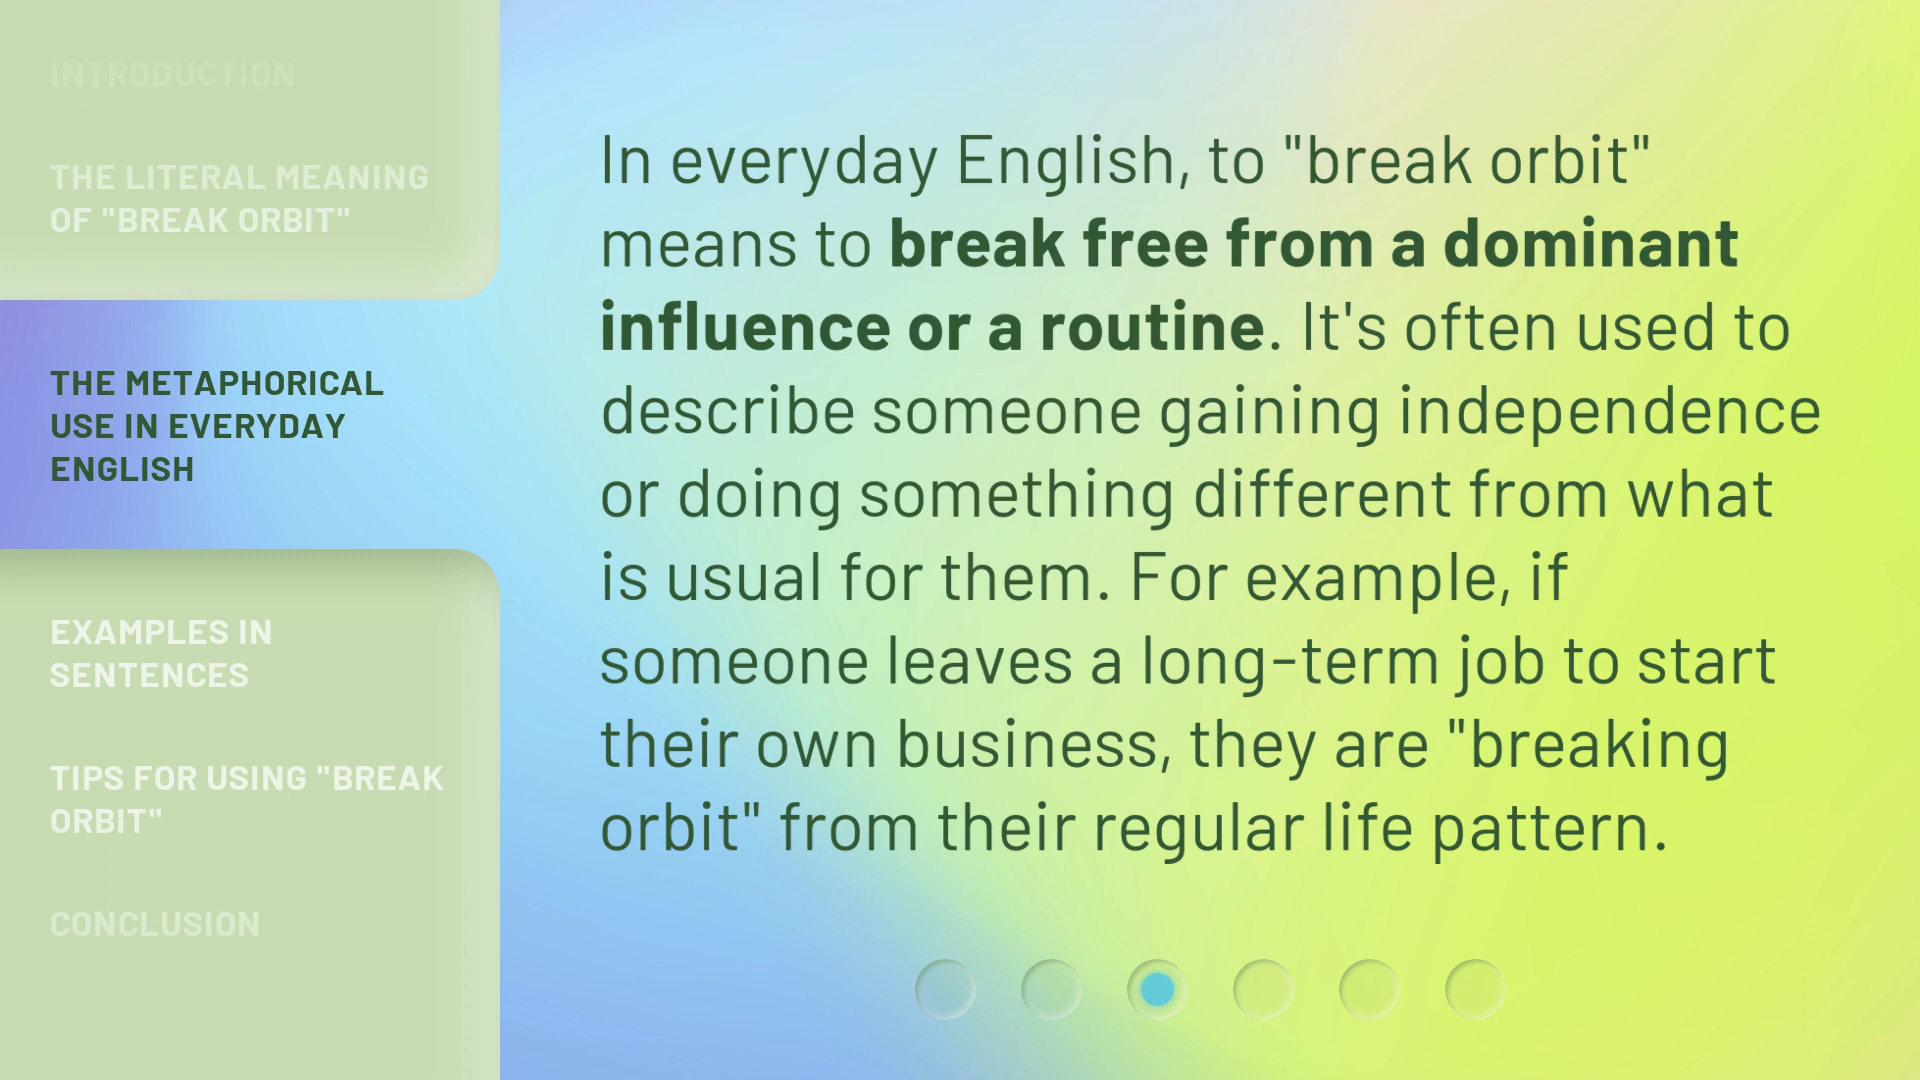 INTRODUCTION
THE LITERAL MEANING
OF "BREAK ORBIT"
THE METAPHORICAL
USE IN EVERYDAY
ENGLISH
EXAMPLES IN
SENTENCES
TIPS FOR USING "BREAK
ORBIT"
CONCLUSION
In everyday English, to "break orbit"
means to break free from a dominant
influence or a routine. It's often used to
describe someone gaining independence
or doing something different from what
is usual for them. For example, if
someone leaves a long-term job to start
their own business, they are "breaking
orbit" from their regular life pattern.